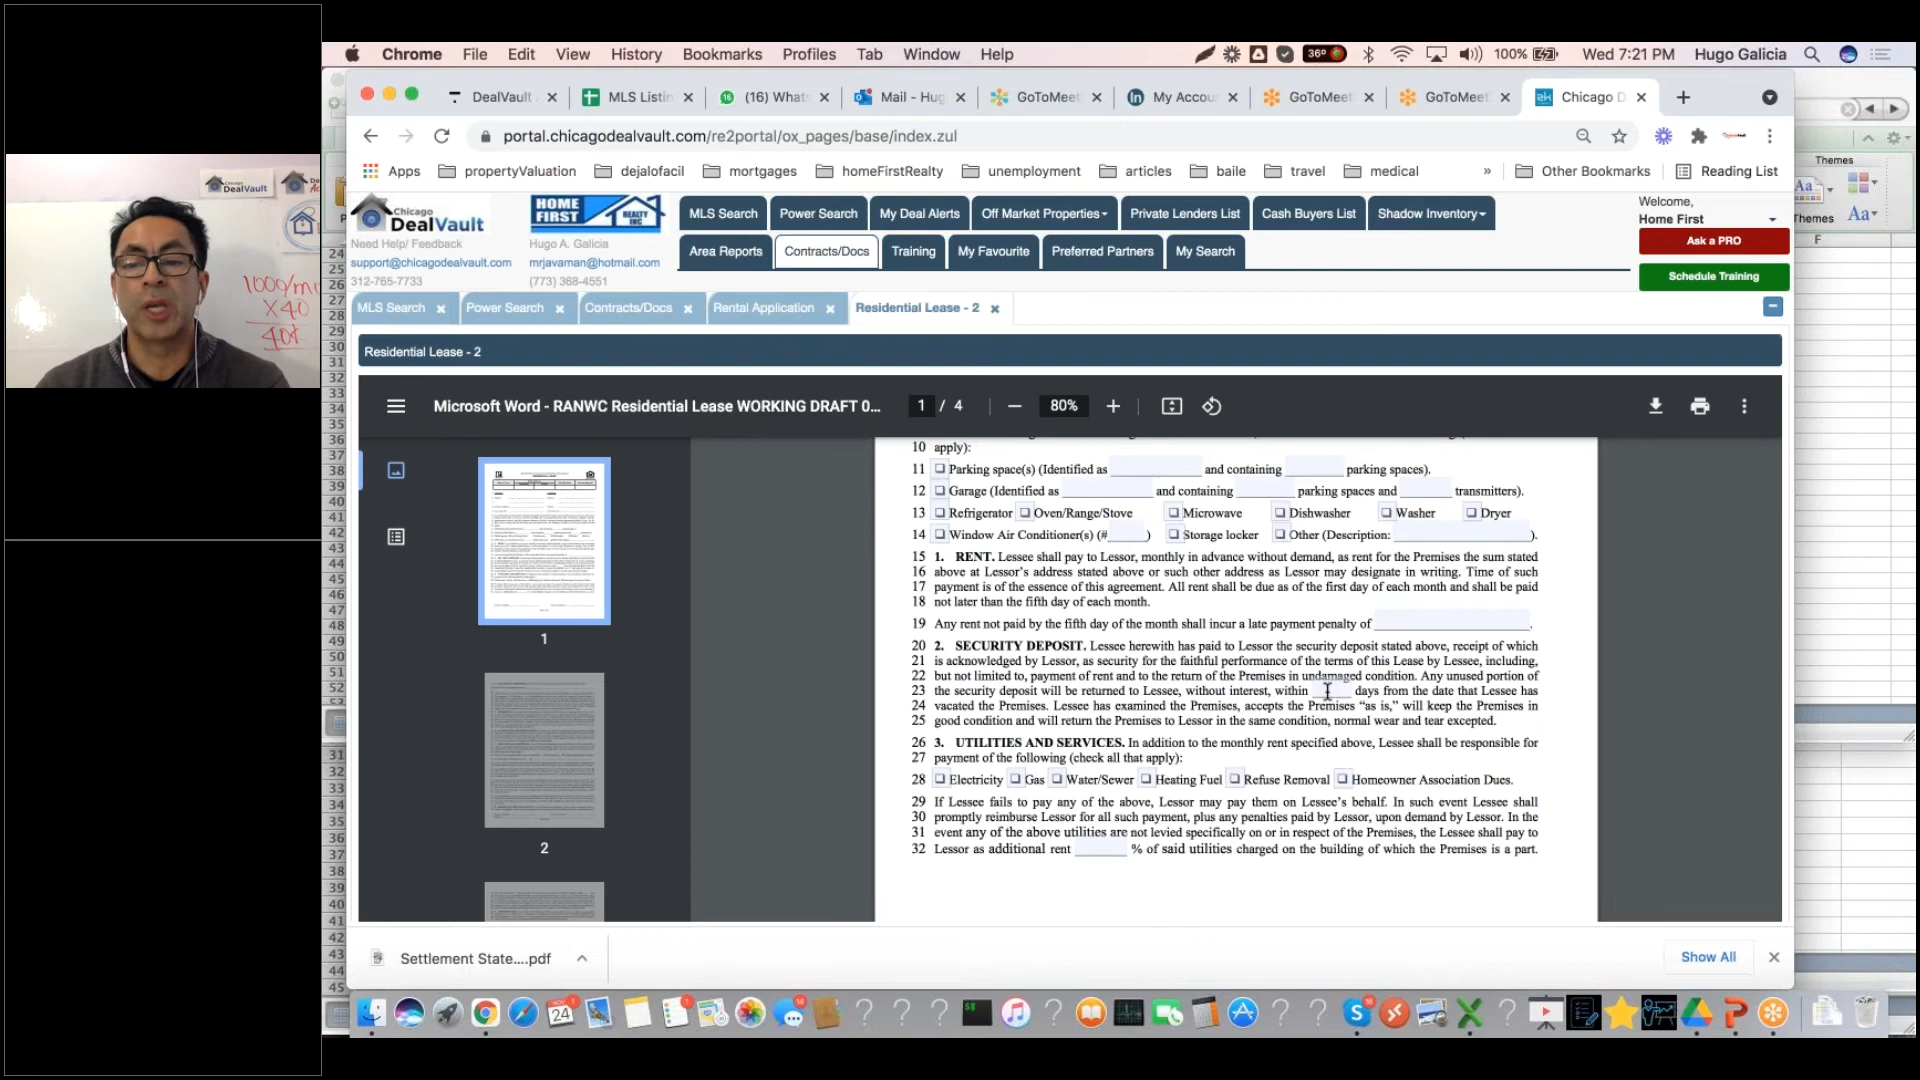 Chrome File Edit View History Bookmarks Profiles Tab Window Help 36° 100% Wed 7:21 PM Hugo Galicia
DealVault MLS Listin (16) What Mail - Hug GoToMeet My Accou GoToMeet GoToMeet Chicago D
portal.chicagodealvault.com/re2portal/ox_pages/base/index.zul
Apps propertyValuation dejalofacil mortgages homeFirstRealty unemployment articles baile travel medical » Other Bookmarks Reading List
Themes
Themes
Chicago
DealVault
Need Help/ Feedback
support@chicagodealvault.com
312-765-7733
HOME
FIRST
REALTY
INC
Hugo A. Galicia
mrjavaman@hotmail.com
(773) 368-4551
MLS Search Power Search My Deal Alerts Off Market Properties Private Lenders List Cash Buyers List Shadow Inventory
Area Reports Contracts/Docs Training My Favourite Preferred Partners My Search
Welcome,
Home First
Ask a PRO
Schedule Training
MLS Search Power Search Contracts/Docs Rental Application Residential Lease - 2
Residential Lease - 2
Microsoft Word - RANWC Residential Lease WORKING DRAFT 0... 1 / 4 80%
1
2
10 apply):
11 Parking space(s) (Identified as and containing parking spaces).
12 Garage (Identified as and containing parking spaces and transmitters).
13 Refrigerator Oven/Range/Stove Microwave Dishwasher Washer Dryer
14 Window Air Conditioner(s) (# ) Storage locker Other (Description: ).
15 1. RENT. Lessee shall pay to Lessor, monthly in advance without demand, as rent for the Premises the sum stated
16 above at Lessor's address stated above or such other address as Lessor may designate in writing. Time of such
17 payment is of the essence of this agreement. All rent shall be due as of the first day of each month and shall be paid
18 not later than the fifth day of each month.
19 Any rent not paid by the fifth day of the month shall incur a late payment penalty of .
20 2. SECURITY DEPOSIT. Lessee herewith has paid to Lessor the security deposit stated above, receipt of which
21 is acknowledged by Lessor, as security for the faithful performance of the terms of this Lease by Lessee, including,
22 but not limited to, payment of rent and to the return of the Premises in undamaged condition. Any unused portion of
23 the security deposit will be returned to Lessee, without interest, within days from the date that Lessee has
24 vacated the Premises. Lessee has examined the Premises, accepts the Premises “as is,” will keep the Premises in
25 good condition and will return the Premises to Lessor in the same condition, normal wear and tear excepted.
26 3. UTILITIES AND SERVICES. In addition to the monthly rent specified above, Lessee shall be responsible for
27 payment of the following (check all that apply):
28 Electricity Gas Water/Sewer Heating Fuel Refuse Removal Homeowner Association Dues.
29 If Lessee fails to pay any of the above, Lessor may pay them on Lessee's behalf. In such event Lessee shall
30 promptly reimburse Lessor for all such payment, plus any penalties paid by Lessor, upon demand by Lessor. In the
31 event any of the above utilities are not levied specifically on or in respect of the Premises, the Lessee shall pay to
32 Lessor as additional rent % of said utilities charged on the building of which the Premises is a part.
Settlement State....pdf
Show All
DealVault
1000/m
X40